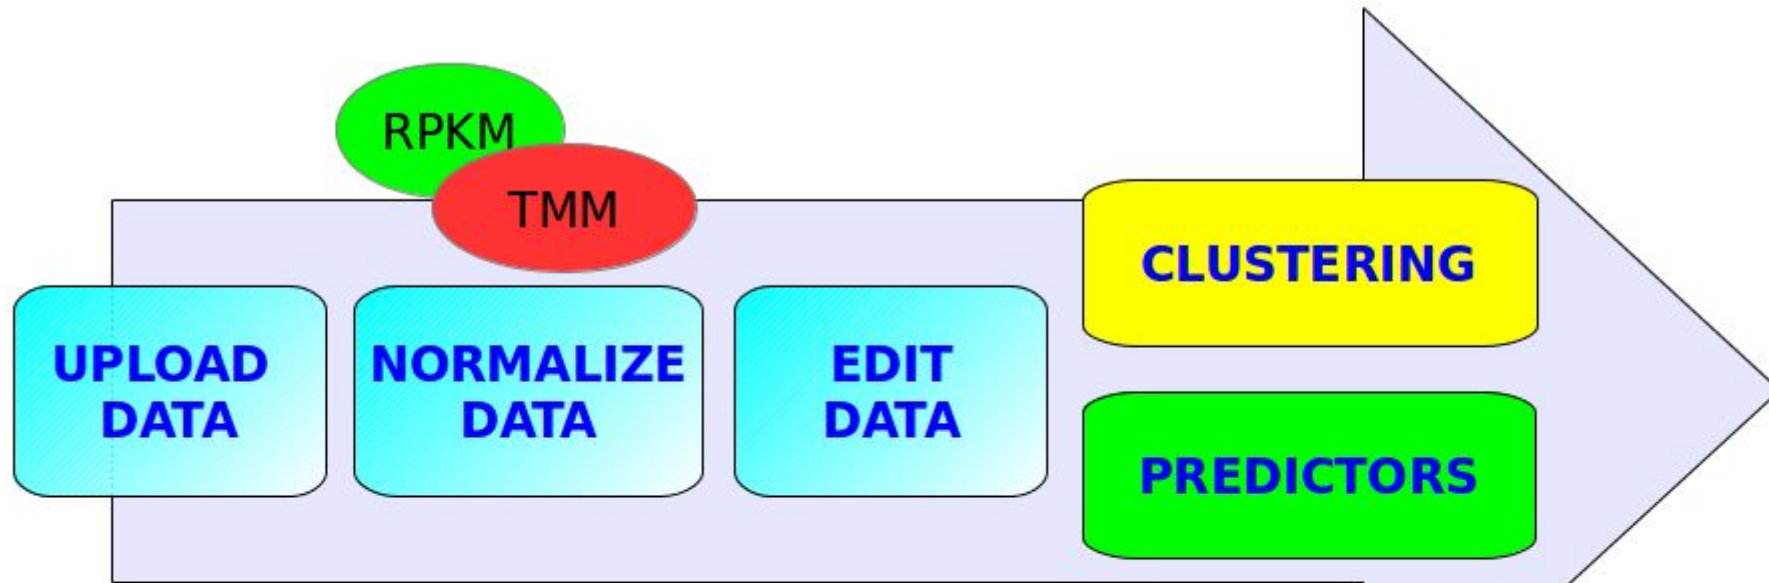 RPKM
TMM
UPLOAD
DATA
NORMALIZE
DATA
EDIT
DATA
CLUSTERING
PREDICTORS